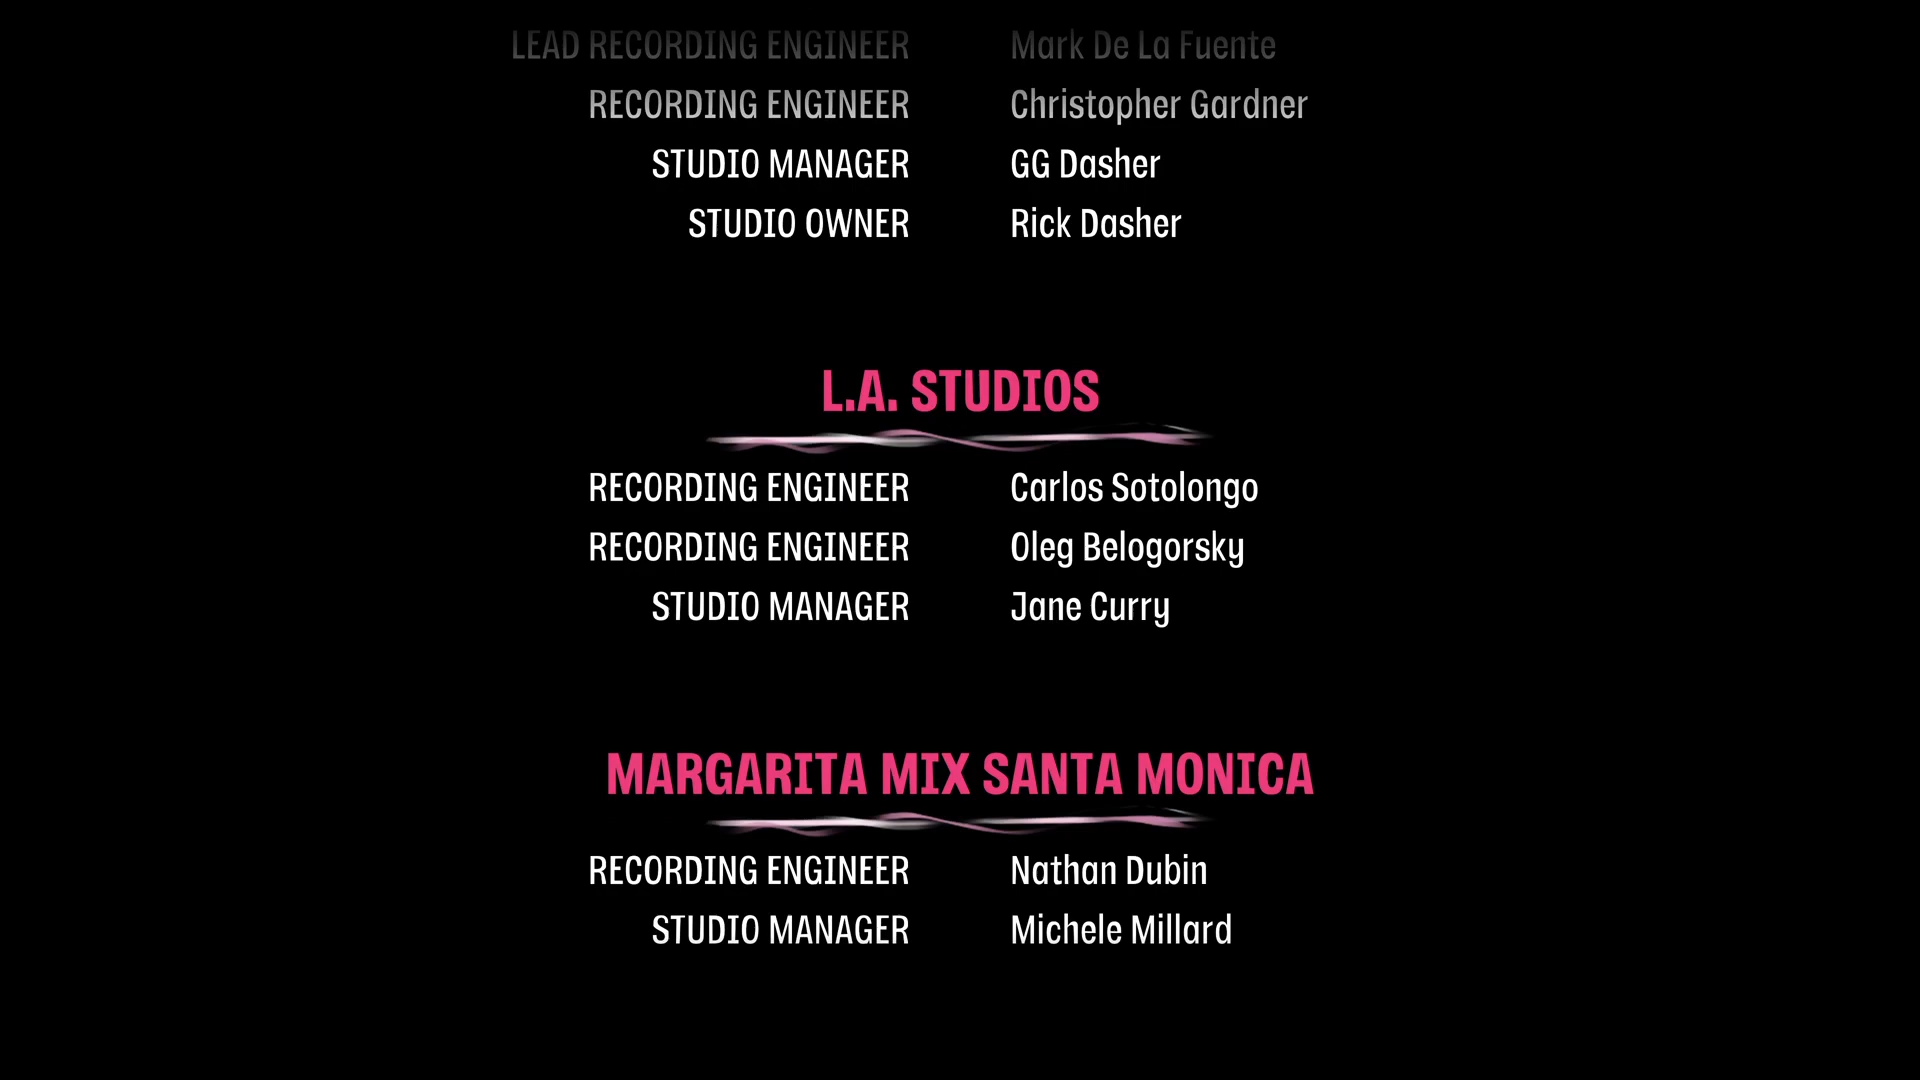 LEAD RECORDING ENGINEER Mark De La Fuente
RECORDING ENGINEER Christopher Gardner
STUDIO MANAGER GG Dasher
STUDIO OWNER Rick Dasher
L.A. STUDIOS
RECORDING ENGINEER Carlos Sotolongo
RECORDING ENGINEER Oleg Belogorsky
STUDIO MANAGER Jane Curry
MARGARITA MIX SANTA MONICA
RECORDING ENGINEER Nathan Dubin
STUDIO MANAGER Michele Millard